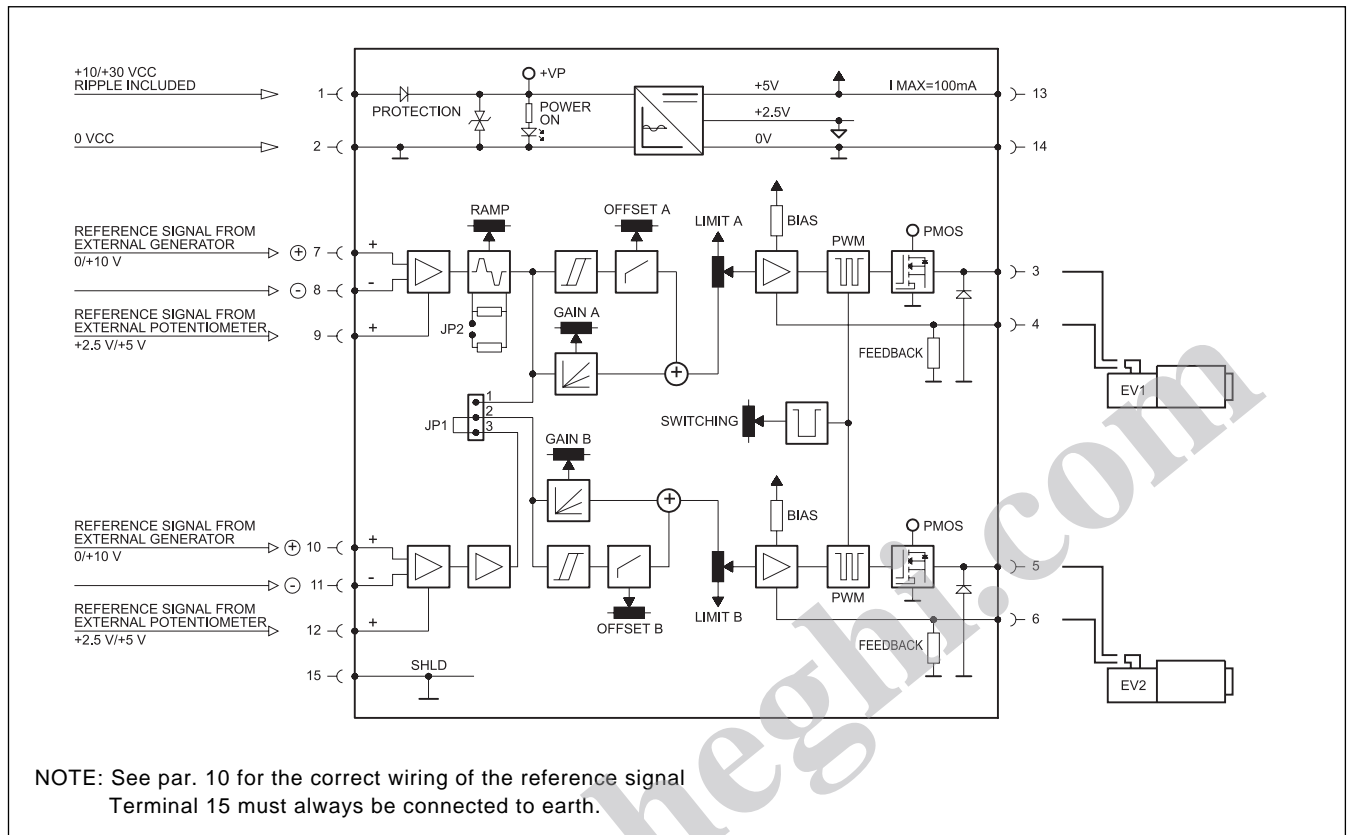 +10/+30 VCC
RIPPLE INCLUDED
1
PROTECTION
+VP
POWER
ON
+5V
I MAX=100mA
13
+2.5V
0 VCC
2
0V
14
RAMP
OFFSET A
LIMIT A
BIAS
PWM
PMOS
REFERENCE SIGNAL FROM
EXTERNAL GENERATOR
0/+10 V
+ 7 +
3
- 8 -
REFERENCE SIGNAL FROM
EXTERNAL POTENTIOMETER
+2.5 V/+5 V
9 +
JP2
GAIN A
+
4
FEEDBACK
EV1
JP1
1
2
3
SWITCHING
GAIN B
+
BIAS
PMOS
REFERENCE SIGNAL FROM
EXTERNAL GENERATOR
0/+10 V
+ 10 +
5
- 11 -
PWM
REFERENCE SIGNAL FROM
EXTERNAL POTENTIOMETER
+2.5 V/+5 V
12 +
OFFSET B
LIMIT B
6
FEEDBACK
15
SHLD
EV2
NOTE: See par. 10 for the correct wiring of the reference signal
Terminal 15 must always be connected to earth.
heghi.com